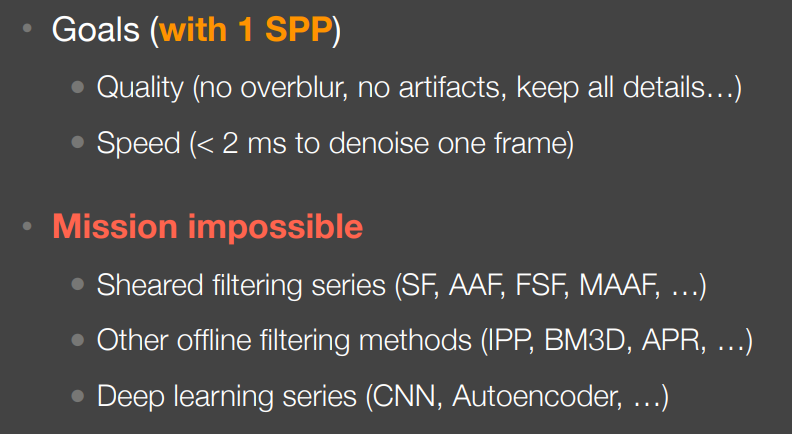 • Goals (with 1 SPP)
• Quality (no overblur, no artifacts, keep all details…)
• Speed (< 2 ms to denoise one frame)
• Mission impossible
• Sheared filtering series (SF, AAF, FSF, MAAF, …)
• Other offline filtering methods (IPP, BM3D, APR, …)
• Deep learning series (CNN, Autoencoder, …)